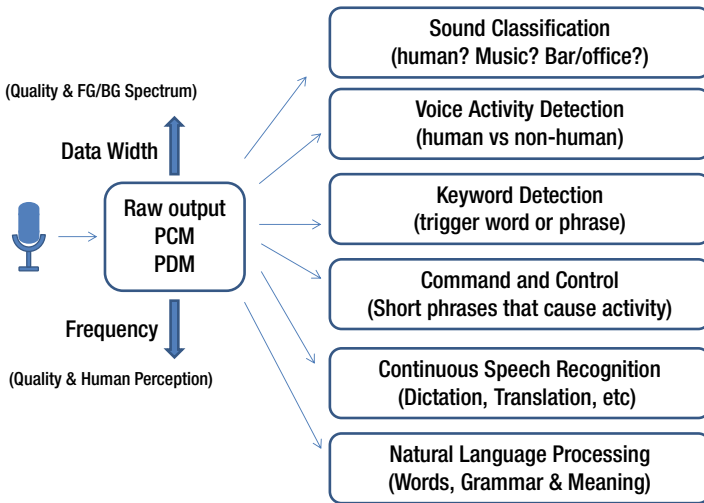 (Quality & FG/BG Spectrum)
Data Width
Raw output
PCM
PDM
Frequency
(Quality & Human Perception)
Sound Classification
(human? Music? Bar/office?)
Voice Activity Detection
(human vs non-human)
Keyword Detection
(trigger word or phrase)
Command and Control
(Short phrases that cause activity)
Continuous Speech Recognition
(Dictation, Translation, etc)
Natural Language Processing
(Words, Grammar & Meaning)